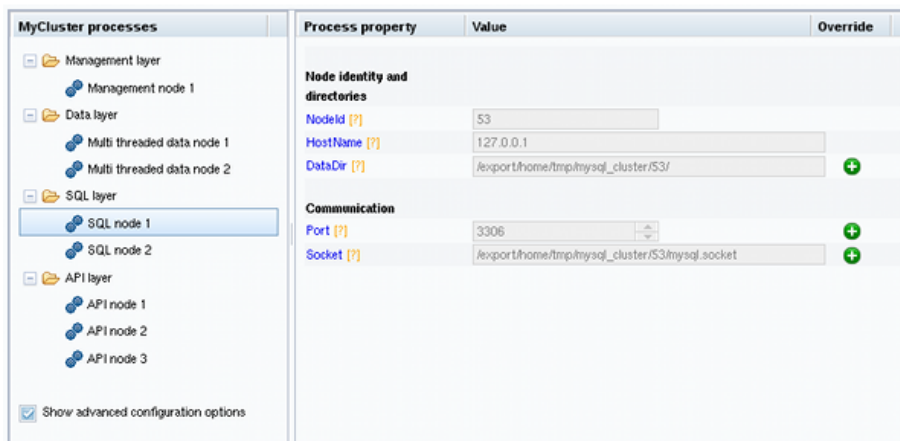 MyCluster processes
Management layer
Management node 1
Data layer
Multi threaded data node 1
Multi threaded data node 2
SQL layer
SQL node 1
SQL node 2
API layer
API node 1
API node 2
API node 3
Show advanced configuration options
Process property Value Override
Node identity and
directories
NodeId [?] 53
HostName [?] 127.0.0.1
DataDir [?] /export/home/tmp/mysql_cluster/53/
Communication
Port [?] 3306
Socket [?] /export/home/tmp/mysql_cluster/53/mysql.socket